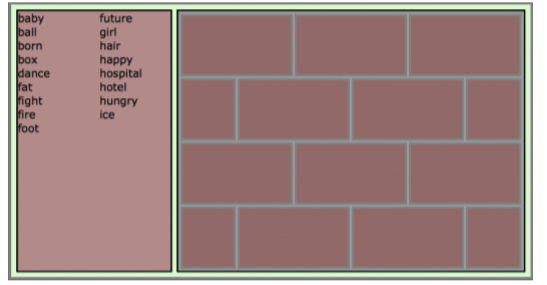 baby future
ball girl
born hair
box happy
dance hospital
fat hotel
fight hungry
fire ice
foot